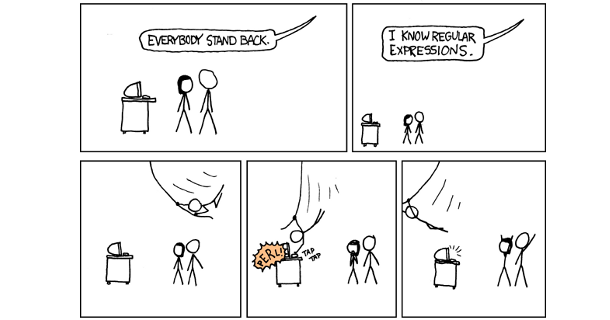 EVERYBODY STAND BACK.
I KNOW REGULAR
EXPRESSIONS.
PERL!
TAP
TAP